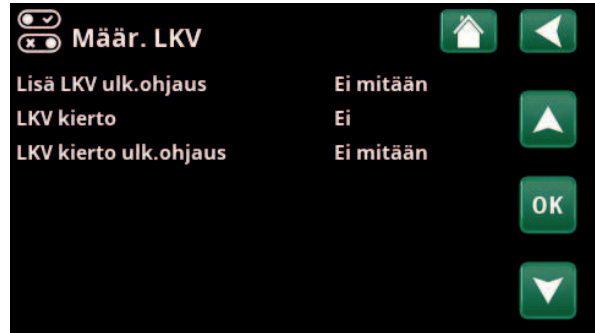 Määr. LKV
Lisä LKV ulk.ohjaus Ei mitään
LKV kierto Ei
LKV kierto ulk.ohjaus Ei mitään
OK